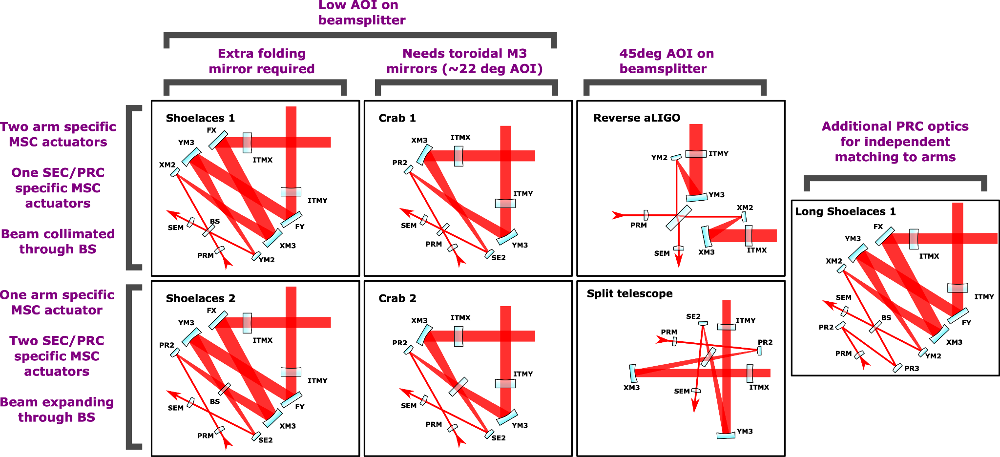 Low AOI on
beamsplitter
Extra folding
mirror required
Needs toroidal M3
mirrors (~22 deg AOI)
45deg AOI on
beamsplitter
Two arm specific
MSC actuators
One SEC/PRC
specific MSC
actuators
Beam collimated
through BS
One arm specific
MSC actuator
Two SEC/PRC
specific MSC
actuators
Beam expanding
through BS
Additional PRC optics
for independent
matching to arms
Shoelaces 1
FX
YM3
XM2
ITMX
ITMY
BS
SEM
FY
XM3
PRM
YM2
Crab 1
ITMX
XM3
PR2
ITMY
SEM
PRM
YM3
SE2
Reverse aLIGO
YM2
ITMY
YM3
XM2
PRM
SEM
XM3
ITMX
Shoelaces 2
FX
YM3
PR2
ITMX
ITMY
BS
SEM
FY
XM3
PRM
SE2
Crab 2
ITMX
XM3
PR2
ITMY
SEM
PRM
YM3
SE2
Split telescope
SE2
ITMY
PRM
PR2
XM3
SEM
ITMX
YM3
Long Shoelaces 1
FX
YM3
XM2
ITMX
ITMY
SEM
BS
PR2
FY
XM3
PRM
YM2
PR3